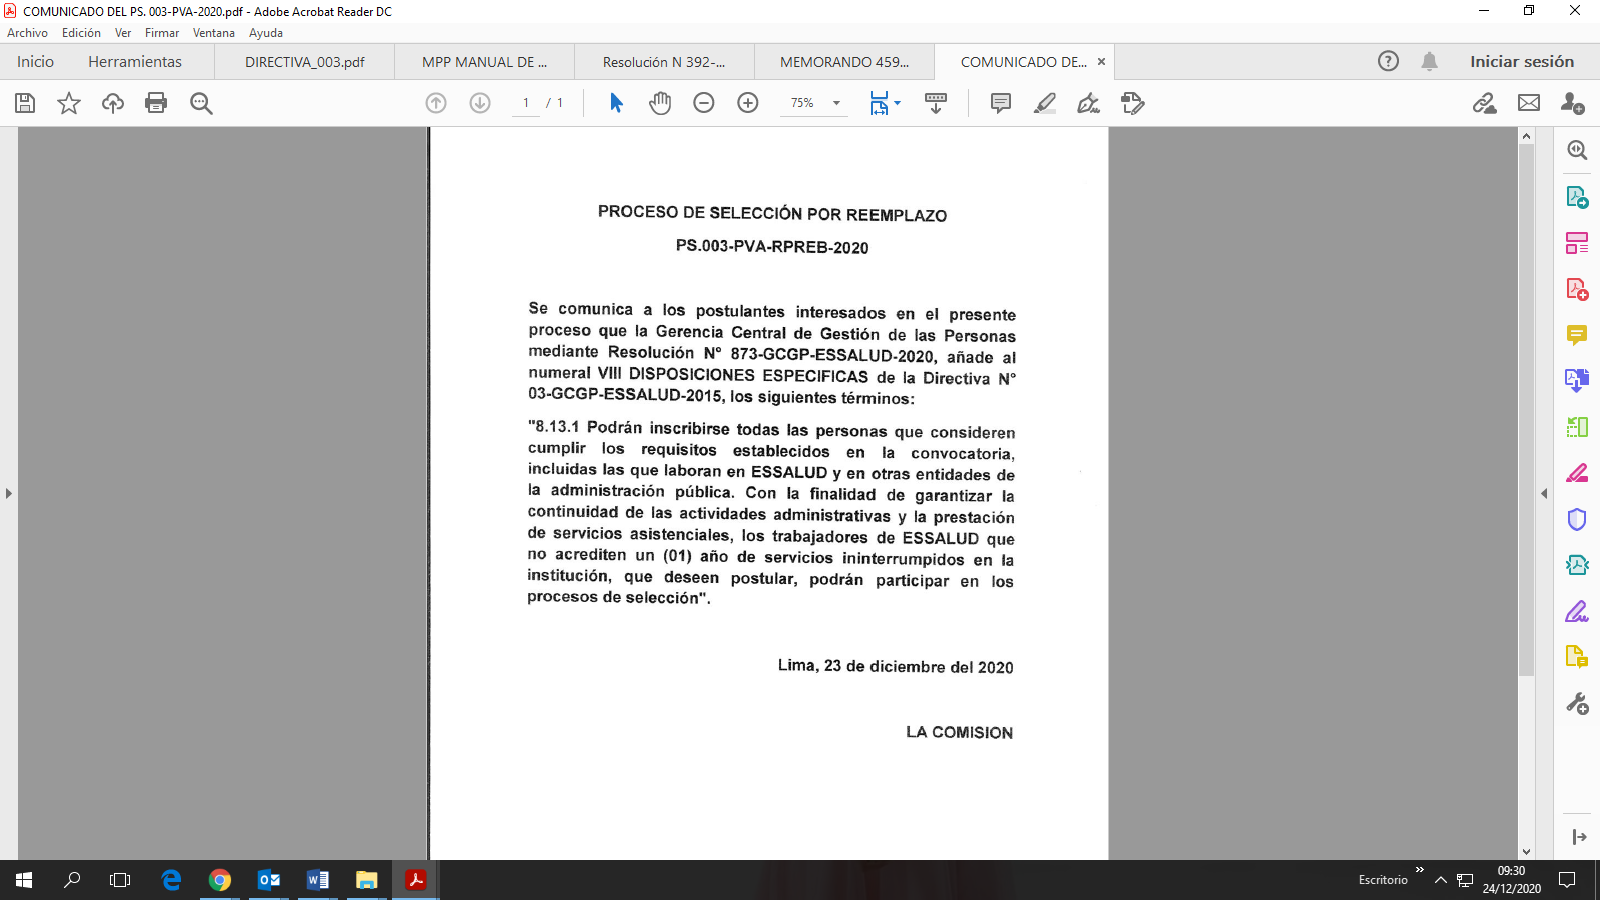 COMUNICADO DEL PS. 003-PVA-2020.pdf - Adobe Acrobat Reader DC
Archivo Edición Ver Firmar Ventana Ayuda
Inicio Herramientas DIRECTIVA_003.pdf MPP MANUAL DE ... Resolución N 392-... MEMORANDO 459... COMUNICADO DE... × Iniciar sesión
1 / 1 75%
PROCESO DE SELECCIÓN POR REEMPLAZO
PS.003-PVA-RPREB-2020
Se comunica a los postulantes interesados en el presente
proceso que la Gerencia Central de Gestión de las Personas
mediante Resolución N° 873-GCGP-ESSALUD-2020, añade al
numeral VIII DISPOSICIONES ESPECIFICAS de la Directiva N°
03-GCGP-ESSALUD-2015, los siguientes términos:
"8.13.1 Podrán inscribirse todas las personas que consideren
cumplir los requisitos establecidos en la convocatoria,
incluidas las que laboran en ESSALUD y en otras entidades de
la administración pública. Con la finalidad de garantizar la
continuidad de las actividades administrativas y la prestación
de servicios asistenciales, los trabajadores de ESSALUD que
no acrediten un (01) año de servicios ininterrumpidos en la
institución, que deseen postular, podrán participar en los
procesos de selección".
Lima, 23 de diciembre del 2020
LA COMISION
Escritorio » 09:30
24/12/2020